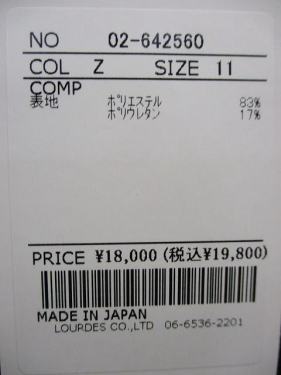 NO 02-642560
COL Z SIZE 11
COMP
表地 ﾎﾟﾘｴｽﾃﾙ 83%
ﾎﾟﾘｳﾚﾀﾝ 17%
PRICE ¥18,000 (税込¥19,800)
MADE IN JAPAN
LOURDES CO.,LTD 06-6536-2201